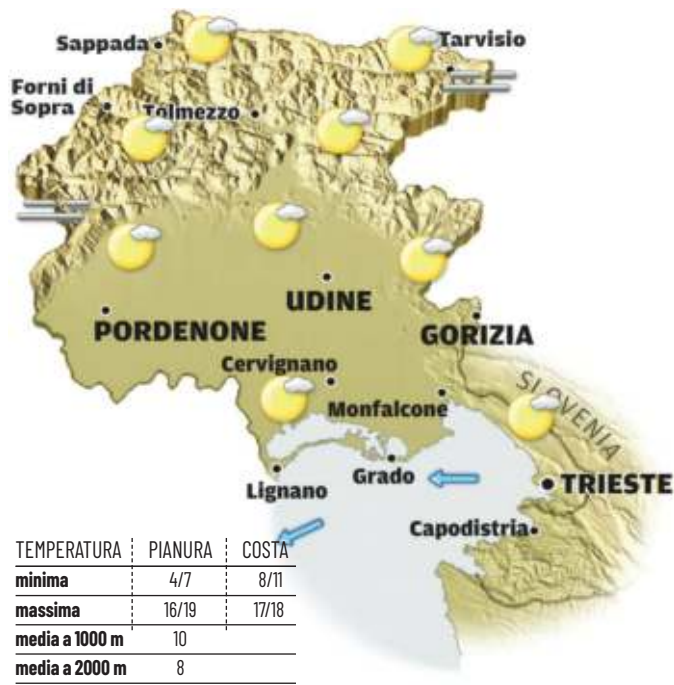 Sappada
Tarvisio
Forni di
Sopra
Tolmezzo
UDINE
PORDENONE
GORIZIA
Cervignano
SLOVENIA
Monfalcone
Grado
Lignano
TRIESTE
Capodistria
TEMPERATURA PIANURA COSTA
minima 4/7 8/11
massima 16/19 17/18
media a 1000 m 10
media a 2000 m 8